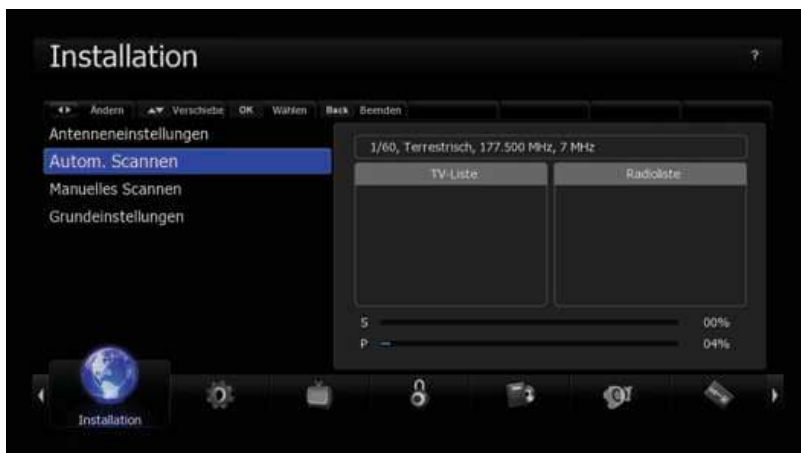 Installation
?
Ändern Verschiebe OK Wählen Back Beenden
Antenneneinstellungen
Autom. Scannen
Manuelles Scannen
Grundeinstellungen
1/60, Terrestrisch, 177.500 MHz, 7 MHz
TV-Liste Radioliste
S 00%
P 04%
Installation